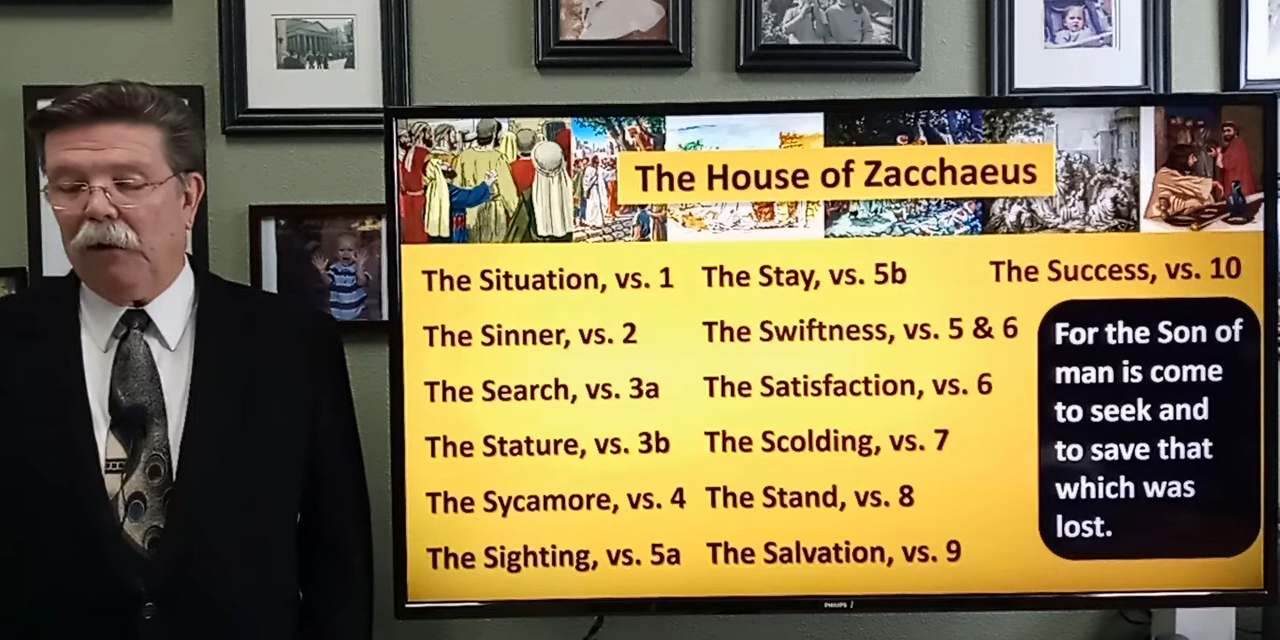 The House of Zacchaeus
The Situation, vs. 1
The Sinner, vs. 2
The Search, vs. 3a
The Stature, vs. 3b
The Sycamore, vs. 4
The Sighting, vs. 5a
The Stay, vs. 5b
The Swiftness, vs. 5 & 6
The Satisfaction, vs. 6
The Scolding, vs. 7
The Stand, vs. 8
The Salvation, vs. 9
The Success, vs. 10
For the Son of
man is come
to seek and
to save that
which was
lost.
PHILIPS